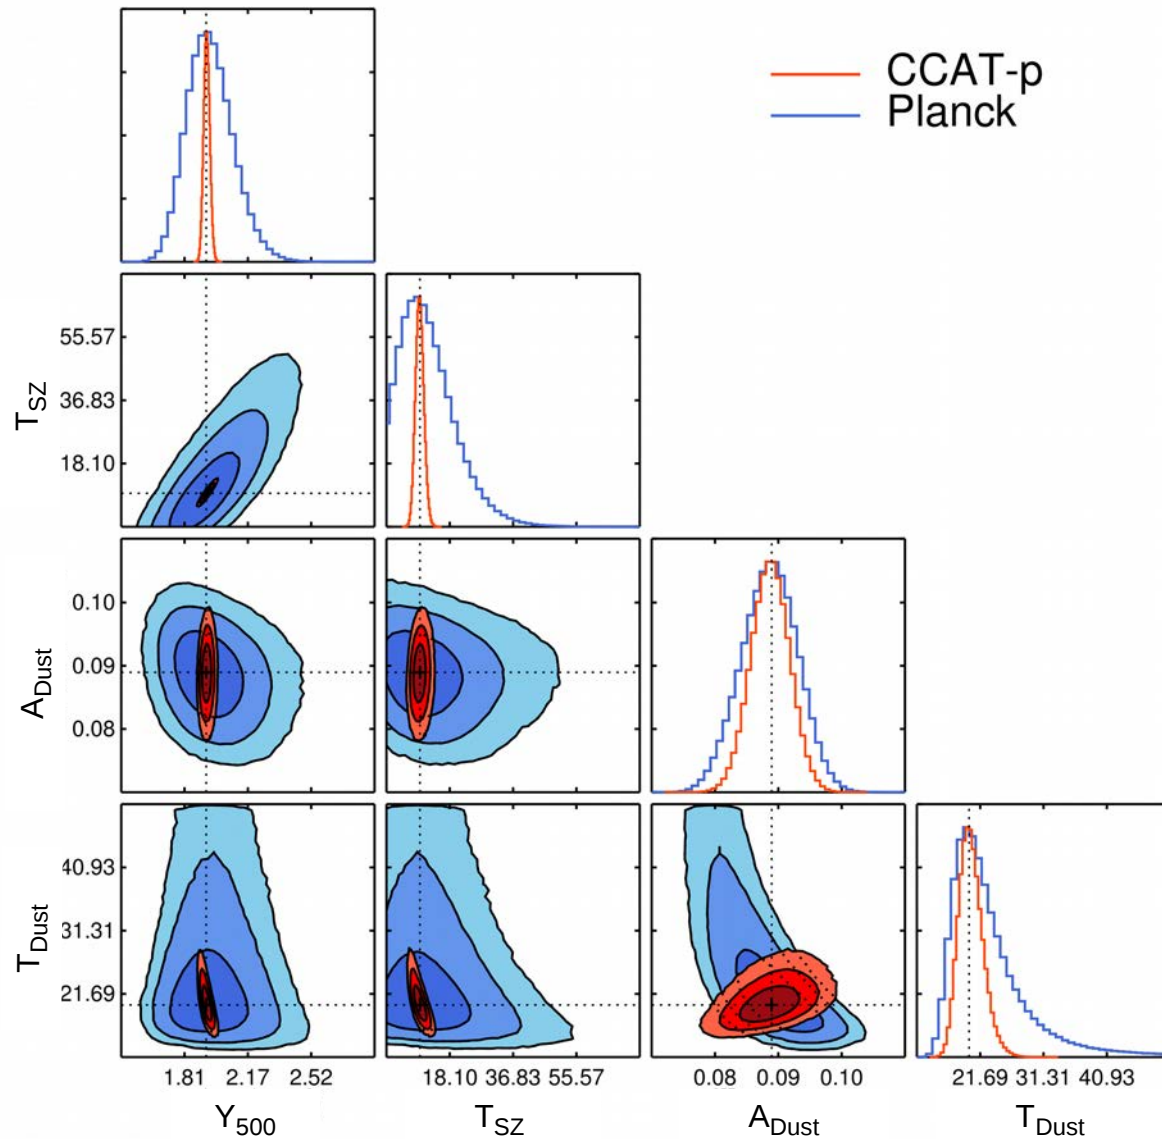 CCAT-p
Planck
55.57
36.83
18.10
T_SZ
0.10
0.09
0.08
A_Dust
40.93
31.31
21.69
T_Dust
1.81 2.17 2.52
18.10 36.83 55.57
0.08 0.09 0.10
21.69 31.31 40.93
Y_500
T_SZ
A_Dust
T_Dust